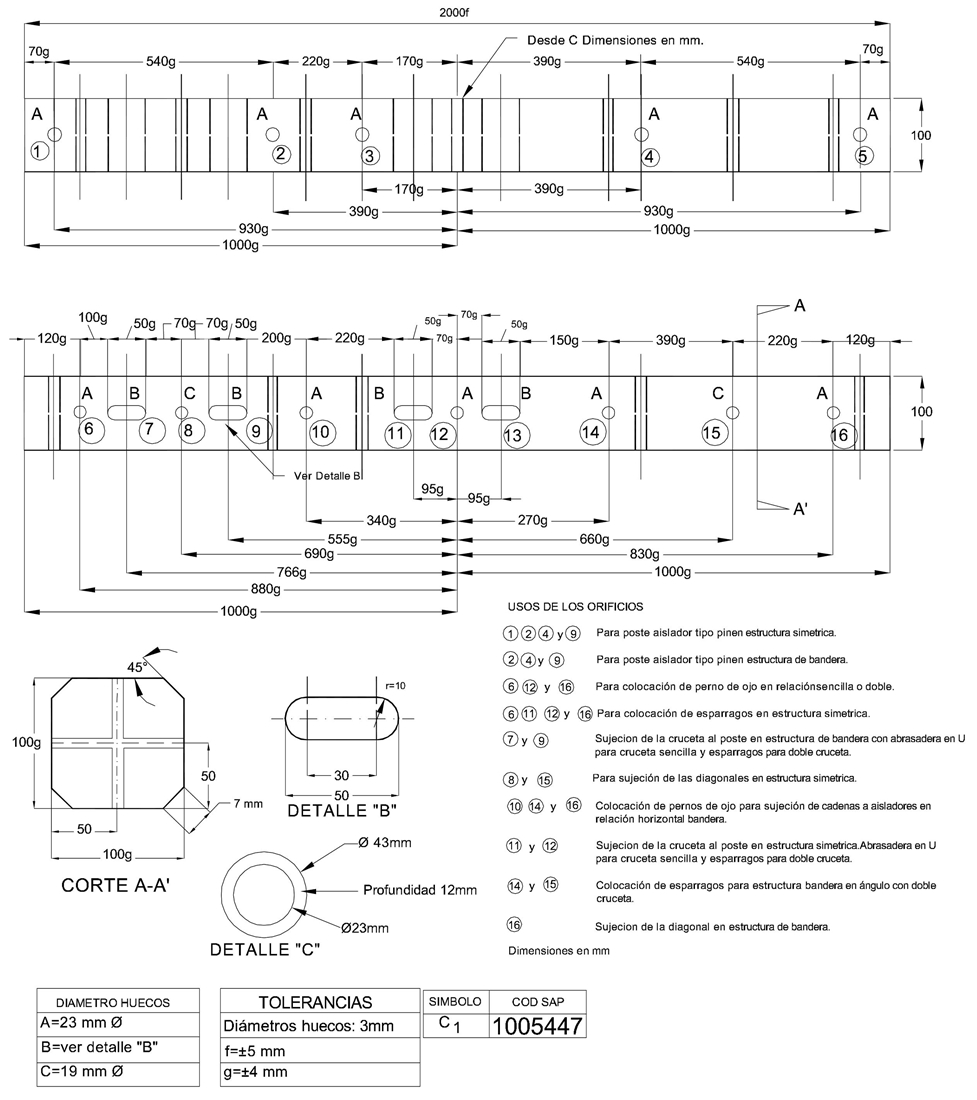 2000f
Desde C Dimensiones en mm.
70g 540g 220g 170g 390g 540g 70g
A A A A A
1 2 3 4 5
100
170g 390g
390g 930g
930g 1000g
1000g
A
100g 50g 70g 70g 50g 50g 70g 50g
120g 200g 220g 70g 150g 390g 220g 120g
A B C B A B A B A C A
6 7 8 9 10 11 12 13 14 15 16
100
Ver Detalle B
95g 95g
A'
340g 270g
555g 660g
690g 830g
766g 1000g
880g
1000g
USOS DE LOS ORIFICIOS
1 2 4 y 9 Para poste aislador tipo pinen estructura simetrica.
2 4 y 9 Para poste aislador tipo pinen estructura de bandera.
6 12 y 16 Para colocación de perno de ojo en relaciónsencilla o doble.
6 11 12 y 16 Para colocación de esparragos en estructura simetrica.
7 y 9 Sujecion de la cruceta al poste en estructura de bandera con abrasadera en U
para cruceta sencilla y esparragos para doble cruceta.
8 y 15 Para sujeción de las diagonales en estructura simetrica.
10 14 y 16 Colocación de pernos de ojo para sujeción de cadenas a aisladores en
relación horizontal bandera.
11 y 12 Sujecion de la cruceta al poste en estructura simetrica.Abrasadera en U
para cruceta sencilla y esparragos para doble cruceta.
14 y 15 Colocación de esparragos para estructura bandera en ángulo con doble
cruceta.
16 Sujecion de la diagonal en estructura de bandera.
Dimensiones en mm
45°
100g
50
7 mm
50
100g
CORTE A-A'
r=10
30
50
DETALLE "B"
Ø 43mm
Profundidad 12mm
Ø23mm
DETALLE "C"
DIAMETRO HUECOS
A=23 mm Ø
B=ver detalle "B"
C=19 mm Ø
TOLERANCIAS
Diámetros huecos: 3mm
f=±5 mm
g=±4 mm
SIMBOLO COD SAP
C1 1005447